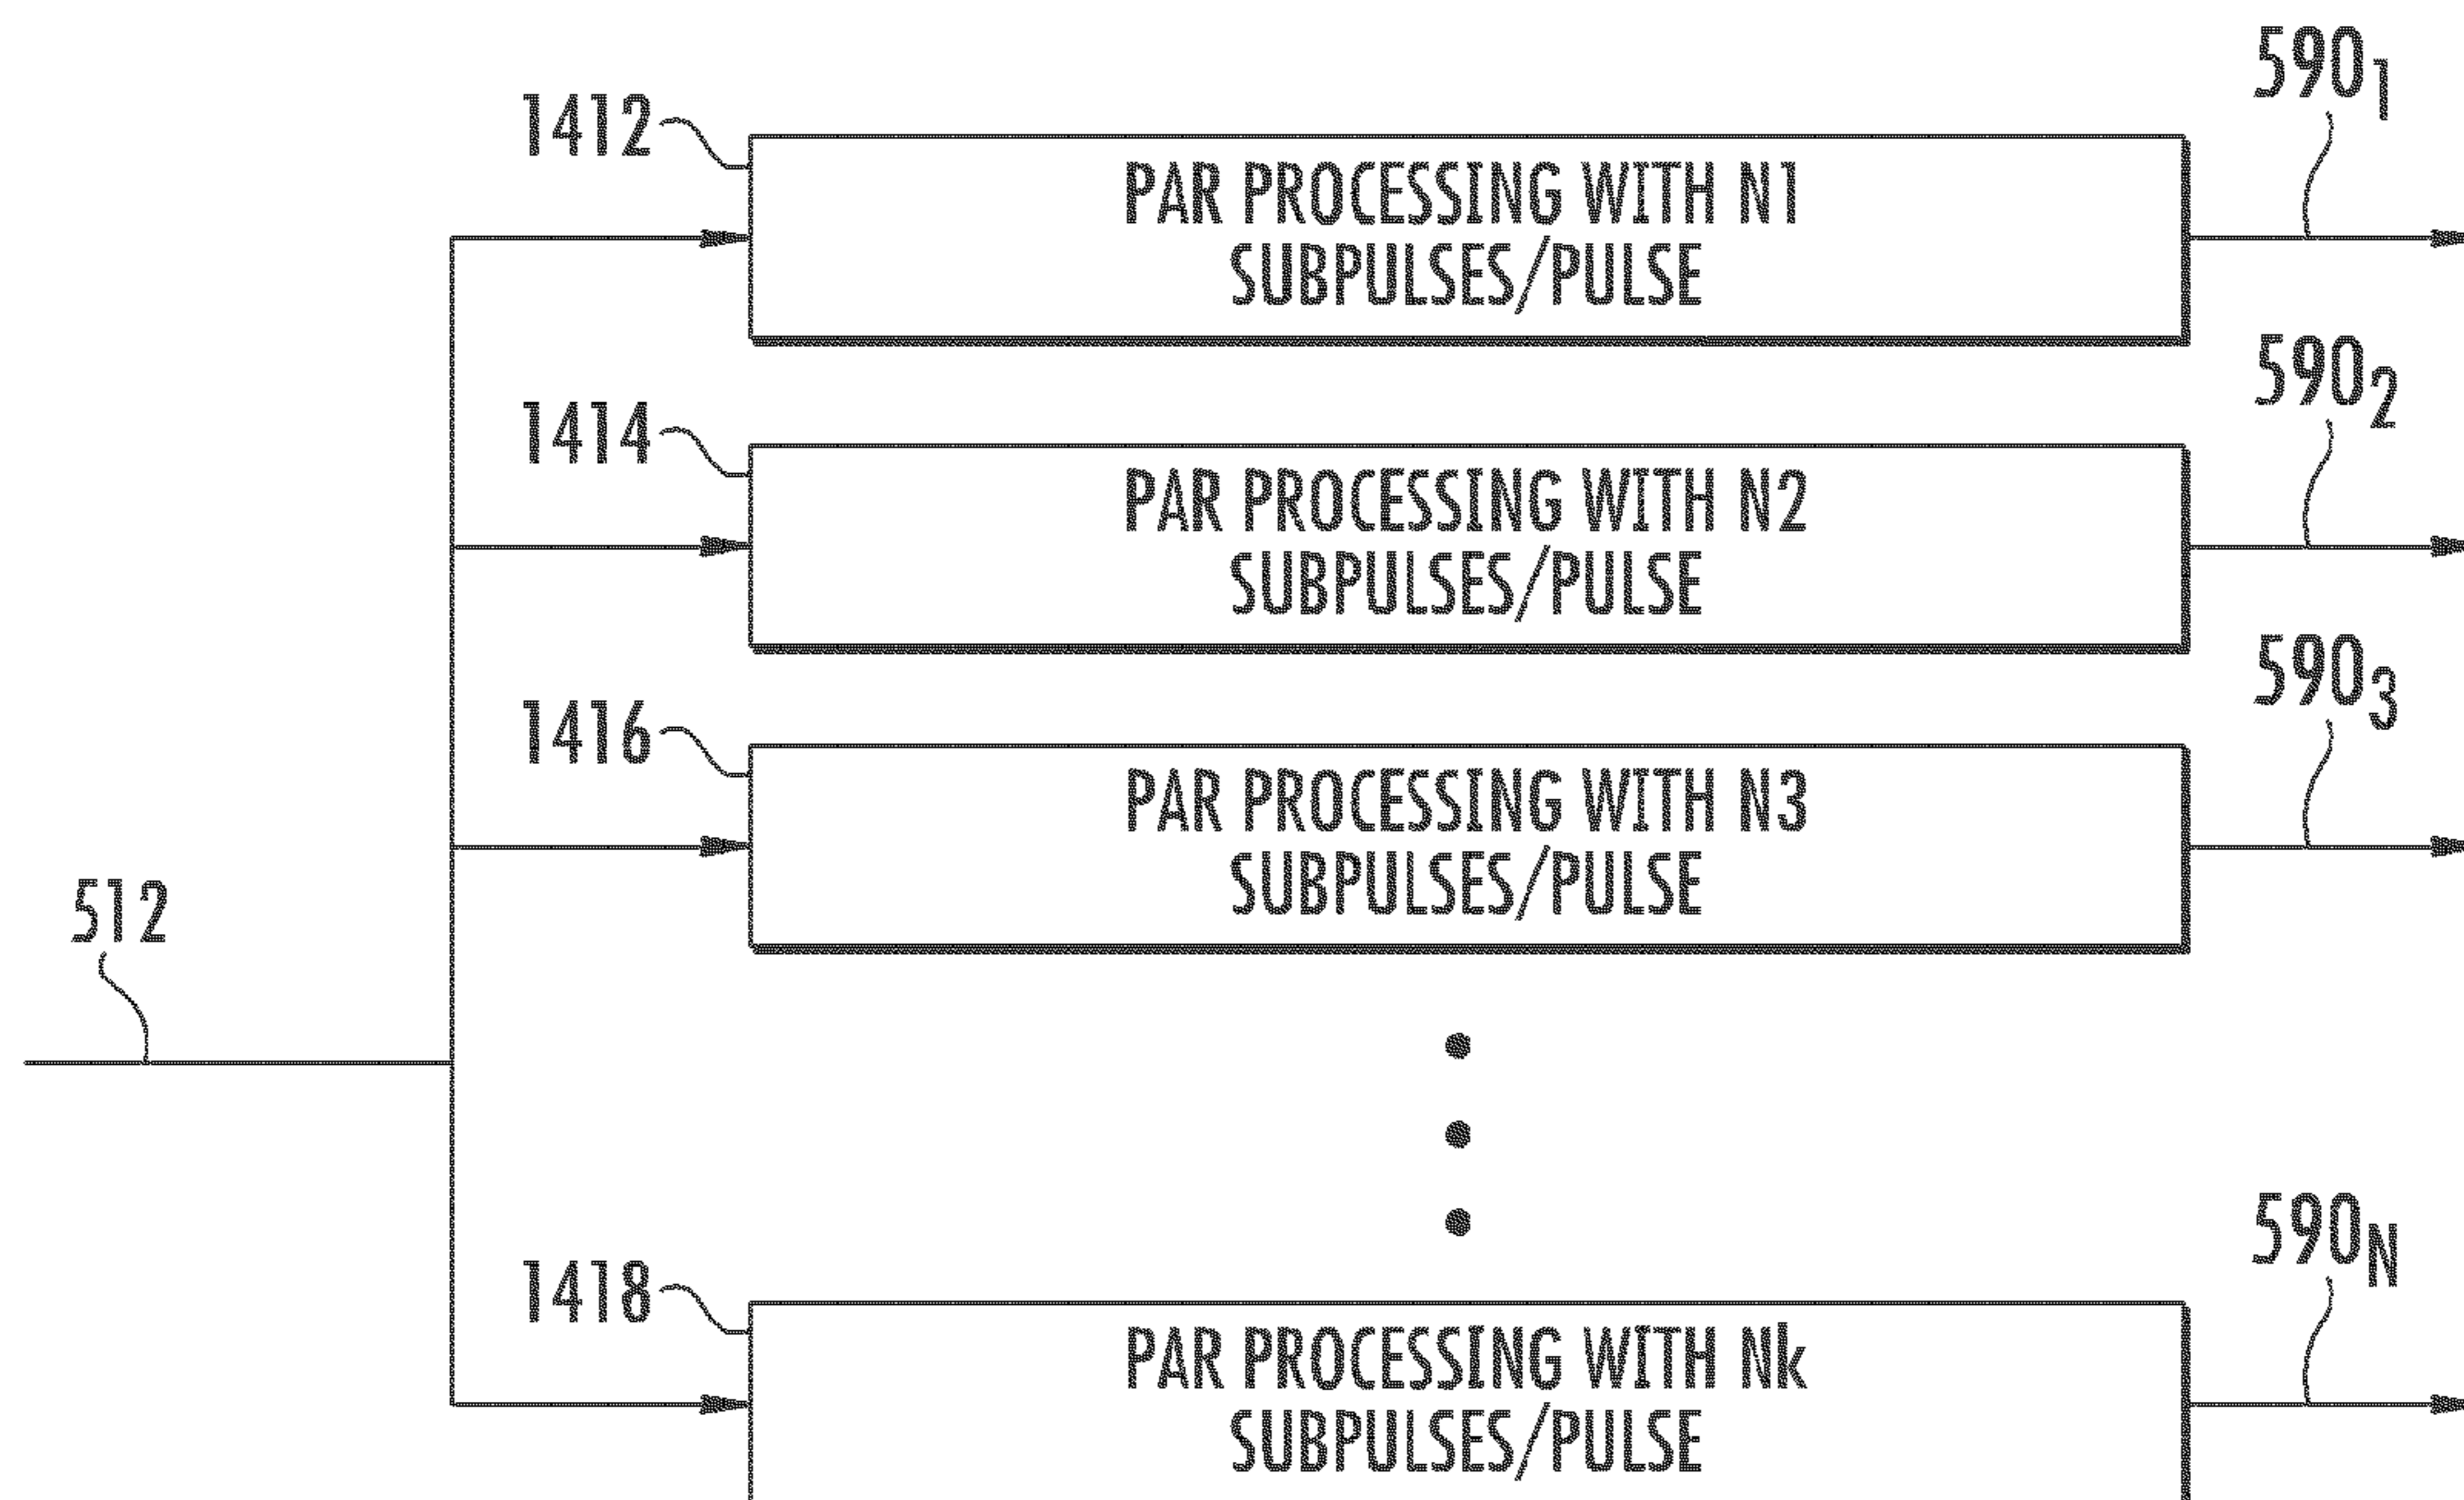 590₁
1412
PAR PROCESSING WITH N1
SUBPULSES/PULSE
590₂
1414
PAR PROCESSING WITH N2
SUBPULSES/PULSE
590₃
1416
PAR PROCESSING WITH N3
SUBPULSES/PULSE
512
590N
1418
PAR PROCESSING WITH Nk
SUBPULSES/PULSE